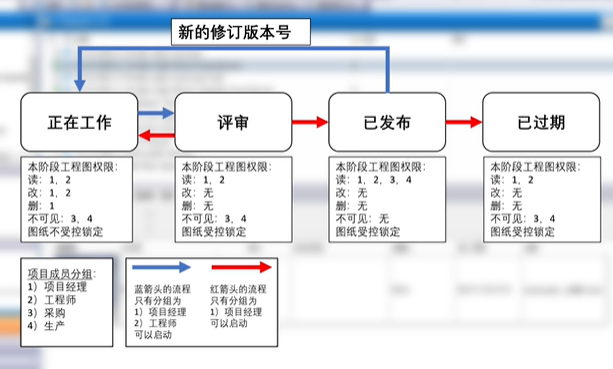 新的修订版本号
正在工作
评审
已发布
已过期
本阶段工程图权限：
读：1、2
改：1、2
删：1
不可见：3、4
图纸不受控锁定
本阶段工程图权限：
读：1、2
改：无
删：无
不可见：3、4
图纸受控锁定
本阶段工程图权限：
读：1、2、3、4
改：无
删：无
不可见：无
图纸受控锁定
本阶段工程图权限：
读：1、2
改：无
删：无
不可见：3、4
图纸受控锁定
项目成员分组：
1）项目经理
2）工程师
3）采购
4）生产
蓝箭头的流程
只有分组为
1）项目经理
2）工程师
可以启动
红箭头的流程
只有分组为
1）项目经理
可以启动